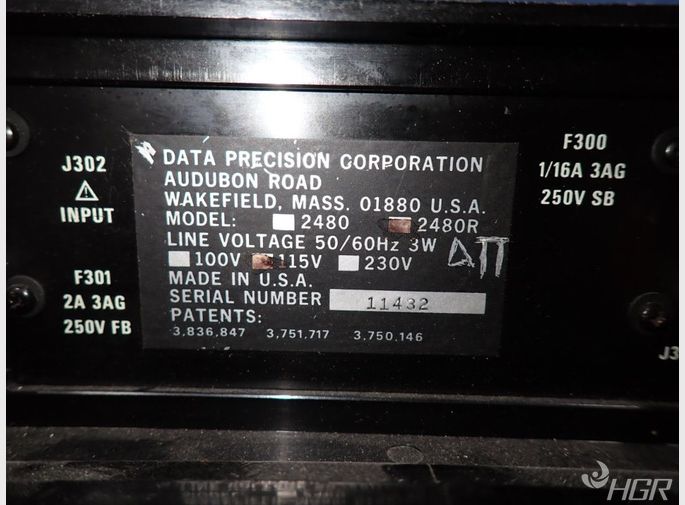 J302
INPUT
F301
2A 3AG
250V FB
DATA PRECISION CORPORATION
AUDUBON ROAD
WAKEFIELD, MASS. 01880 U.S.A.
MODEL: 2480 2480R
LINE VOLTAGE 50/60Hz 3W
100V 115V 230V
MADE IN U.S.A.
SERIAL NUMBER 11432
PATENTS:
3,836,847 3,751,717 3,750,146
F300
1/16A 3AG
250V SB
HGR